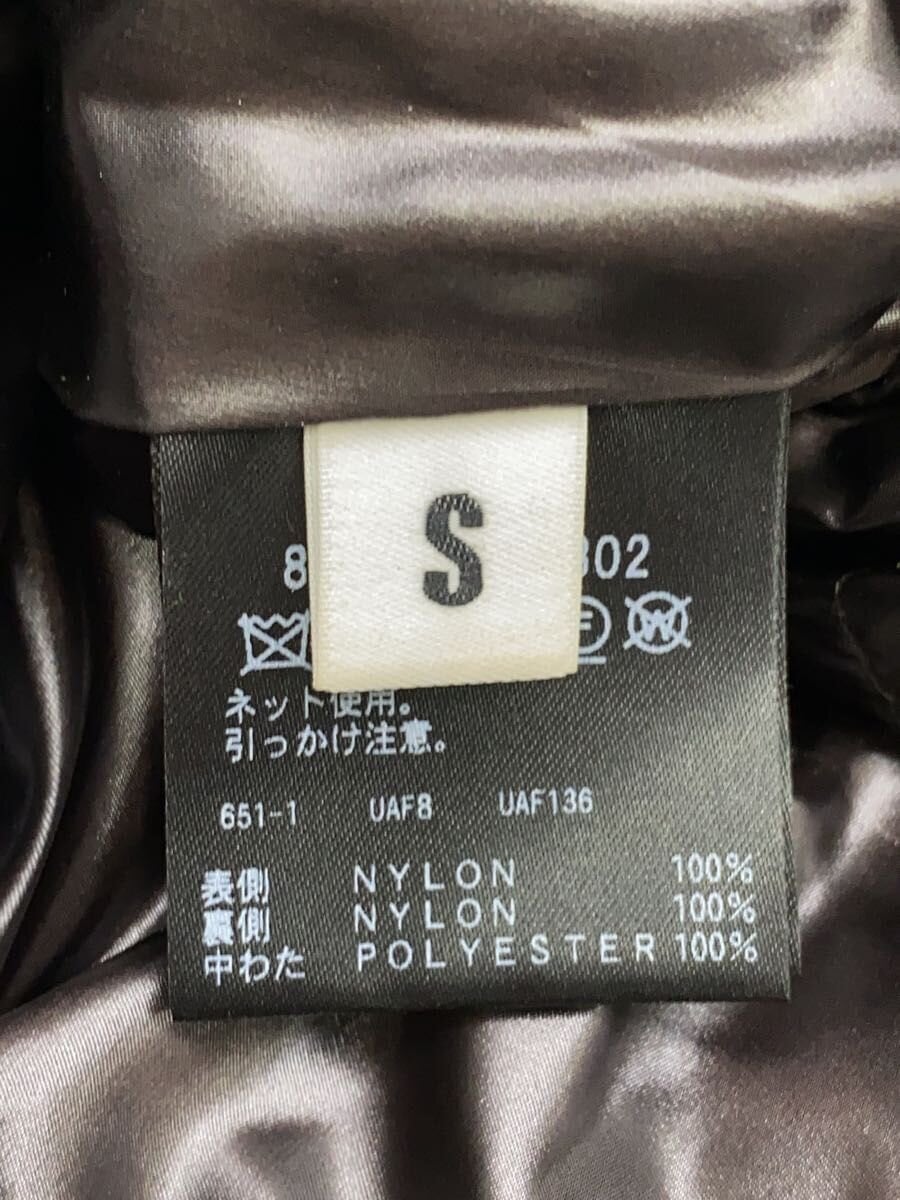 S
8
302
F W
ネット使用。
引っかけ注意。
651-1 UAF8 UAF136
表側 NYLON 100%
裏側 NYLON 100%
中わた POLYESTER 100%